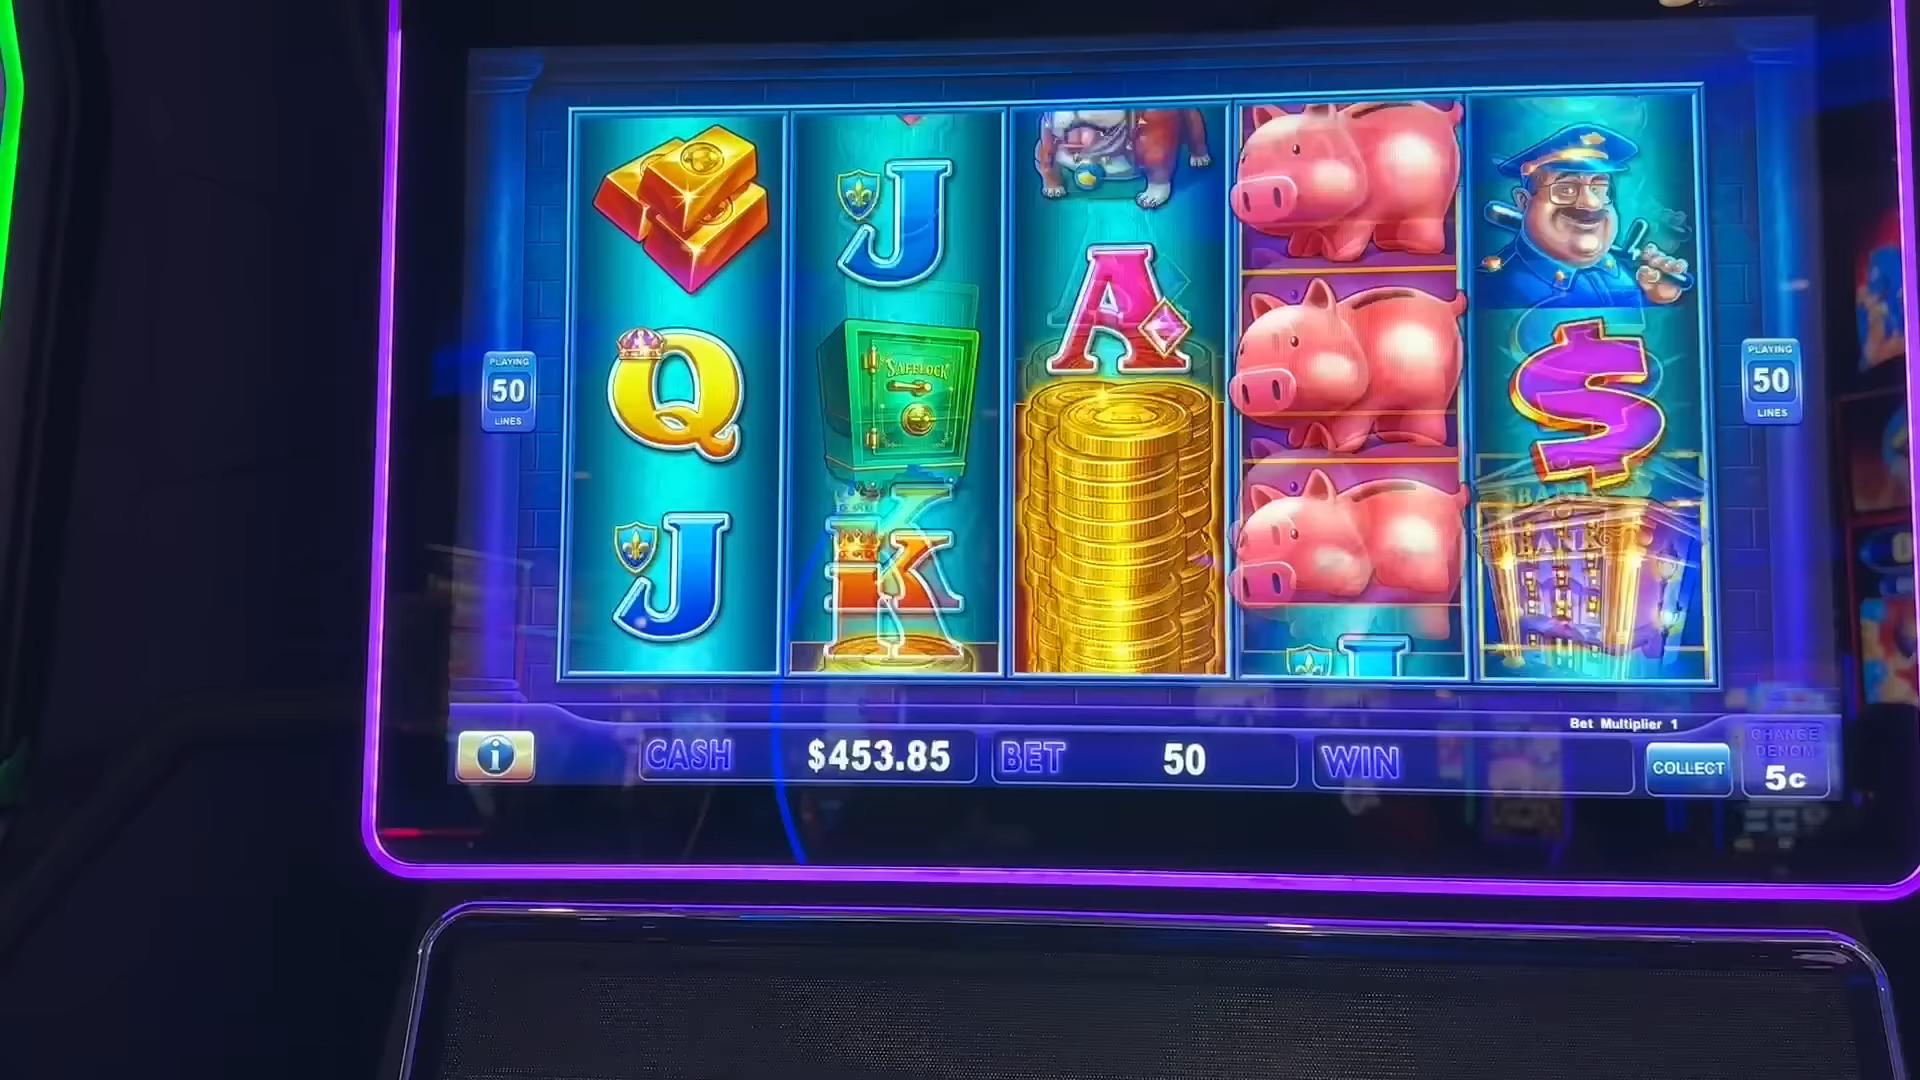 J
SAFELOCK
A
Q
PLAYING
50
LINES
PLAYING
50
LINES
$
K
J
BANK
J
Bet Multiplier 1
CASH $453.85
BET 50
WIN
COLLECT
CHANGE
DENOM
5c
i